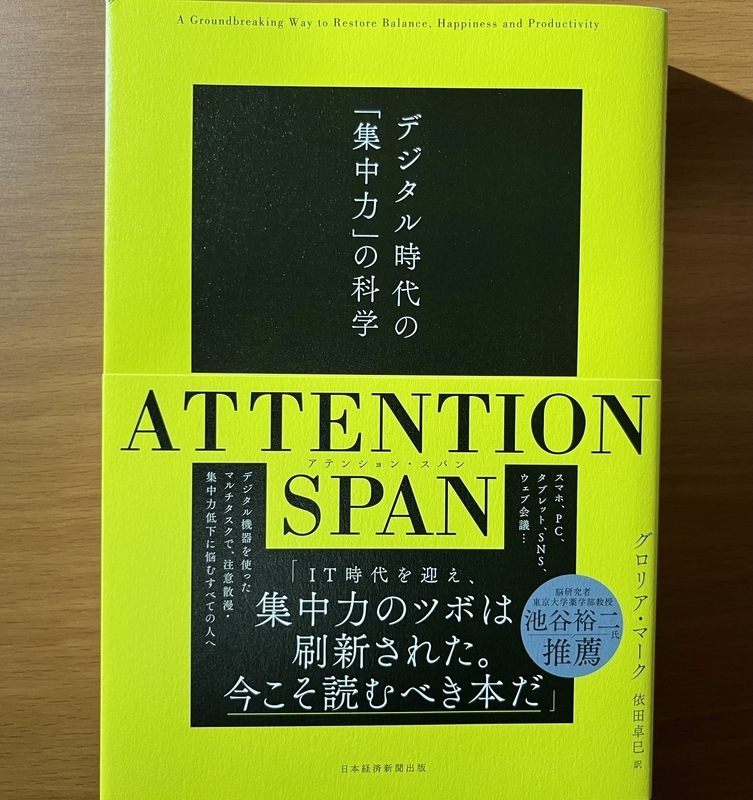 A Groundbreaking Way to Restore Balance, Happiness and Productivity
デジタル時代の
「集中力」の科学
ATTENTION
アテンション・スパン
SPAN
スマホ、PC、
タブレット、SNS、
ウェブ会議…
デジタル機器を使った
マルチタスクで、注意散漫・
集中力低下に悩むすべての人へ
「IT時代を迎え、
集中力のツボは
刷新された。
今こそ読むべき本だ」
脳研究者
東京大学薬学部教授
池谷裕二氏
推薦
グロリア・マーク
依田卓巳 訳
日本経済新聞出版